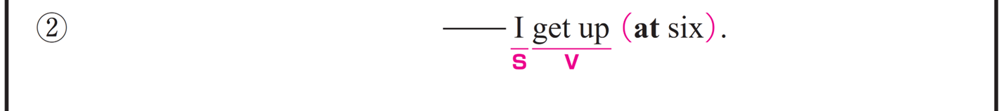 ② —— I get up (at six).
S V